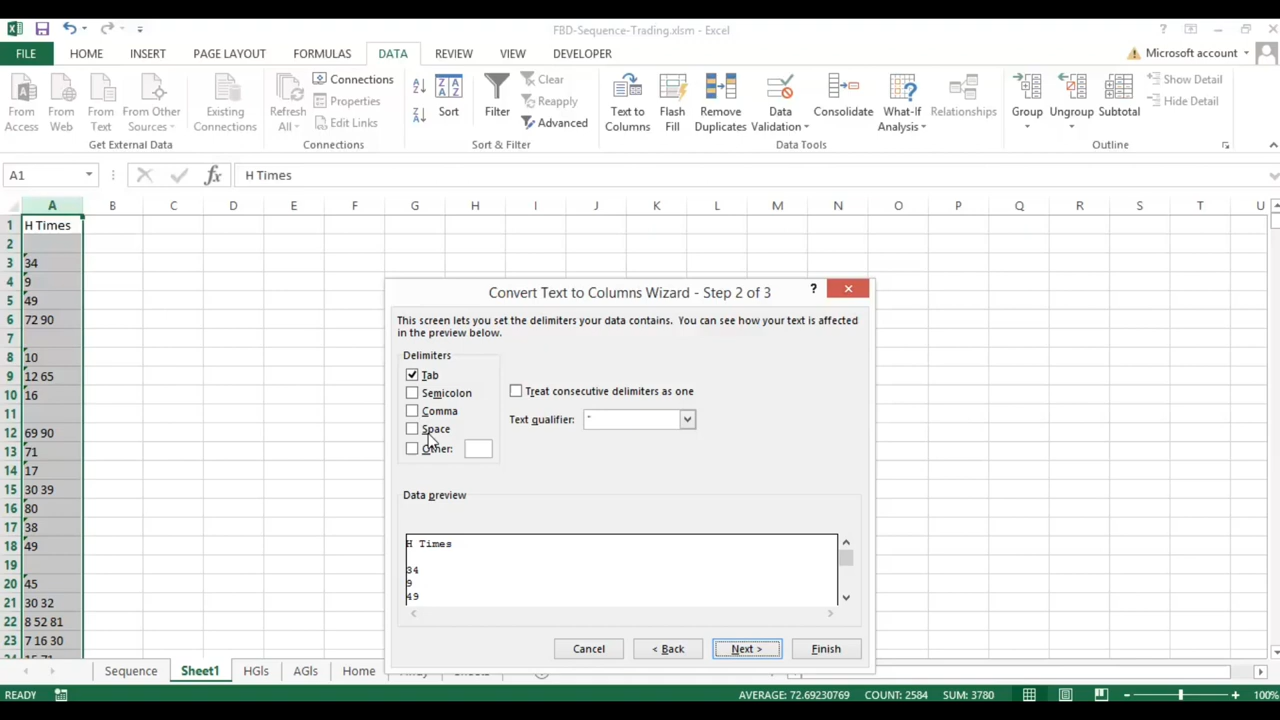 FBD-Sequence-Trading.xlsm - Excel
FILE HOME INSERT PAGE LAYOUT FORMULAS DATA REVIEW VIEW DEVELOPER Microsoft account
From Access
From Web
From Text
From Other Sources
Get External Data
Existing Connections
Refresh All
Connections
Properties
Edit Links
Connections
Sort
Filter
Clear
Reapply
Advanced
Sort & Filter
Text to Columns
Flash Fill
Remove Duplicates
Data Validation
Consolidate
What-If Analysis
Relationships
Data Tools
Group
Ungroup
Subtotal
Show Detail
Hide Detail
Outline
A1 fx H Times
A B C D E F G H I J K L M N O P Q R S T U
1 H Times
2
3 34
4 9
5 49
6 72 90
7
8 10
9 12 65
10 16
11
12 69 90
13 71
14 17
15 30 39
16 80
17 38
18 49
19
20 45
21 30 32
22 8 52 81
23 7 16 30
Convert Text to Columns Wizard - Step 2 of 3 ?
This screen lets you set the delimiters your data contains. You can see how your text is affected
in the preview below.
Delimiters
Tab
Semicolon
Comma
Space
Other:
Treat consecutive delimiters as one
Text qualifier: "
Data preview
H Times
34
9
49
Cancel < Back Next > Finish
Sequence Sheet1 HGls AGls Home
READY AVERAGE: 72.69230769 COUNT: 2584 SUM: 3780 100%